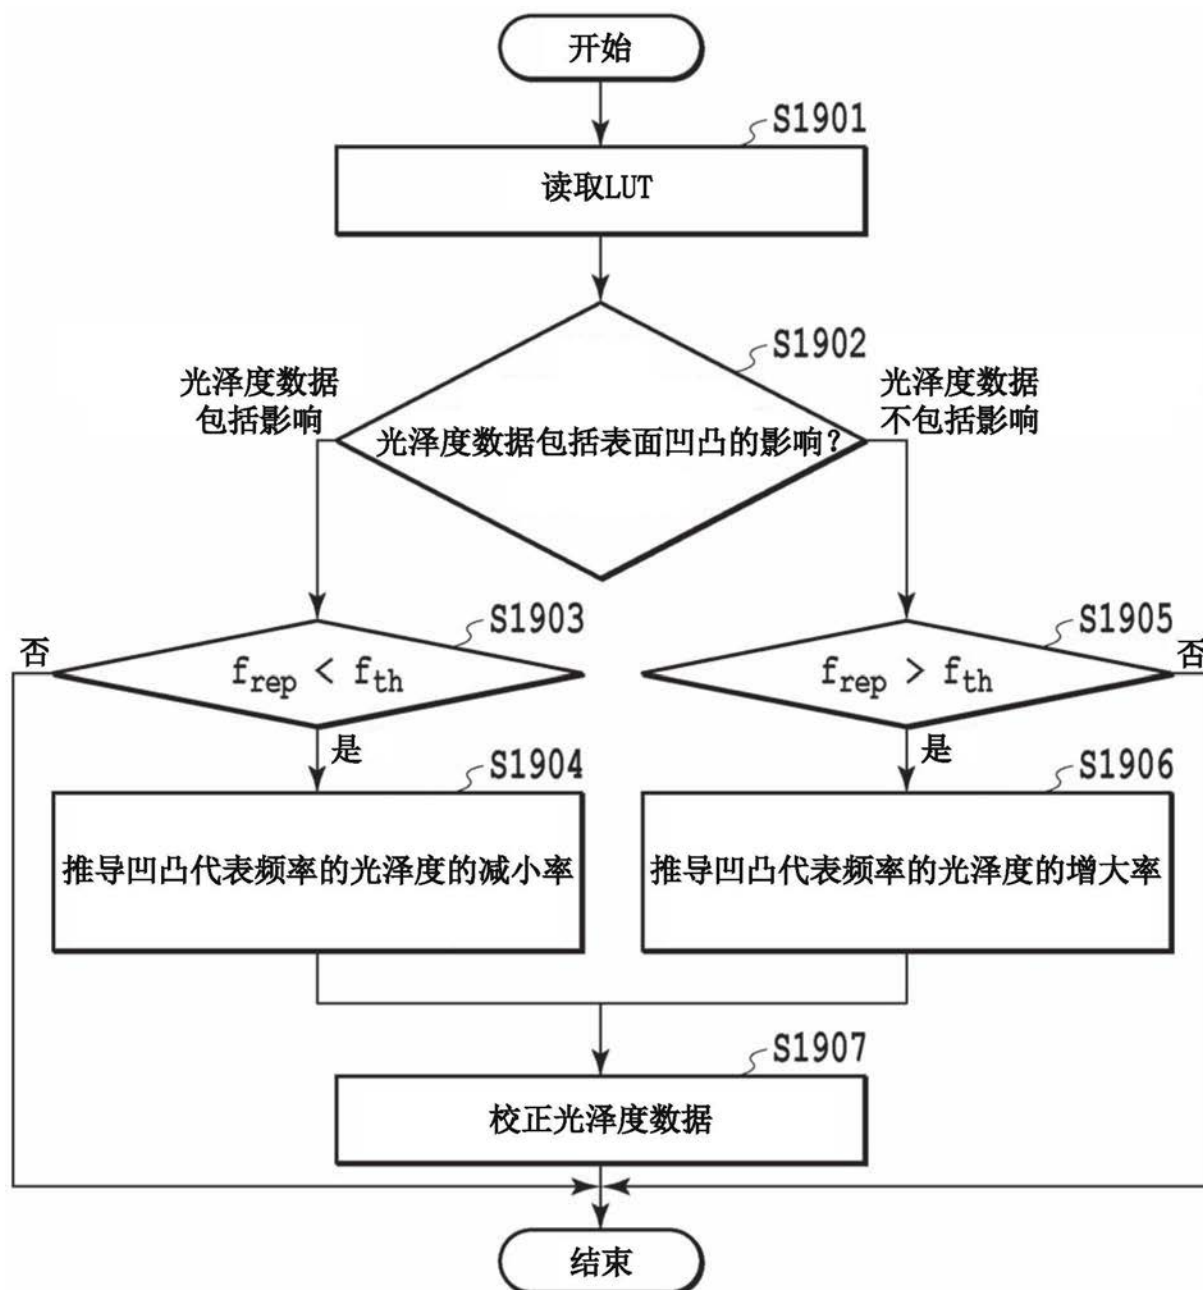 开始
S1901
读取LUT
S1902
光泽度数据
包括影响
光泽度数据
不包括影响
光泽度数据包括表面凹凸的影响？
S1903
否
f_rep < f_th
是
S1905
否
f_rep > f_th
是
S1904
推导凹凸代表频率的光泽度的减小率
S1906
推导凹凸代表频率的光泽度的增大率
S1907
校正光泽度数据
结束